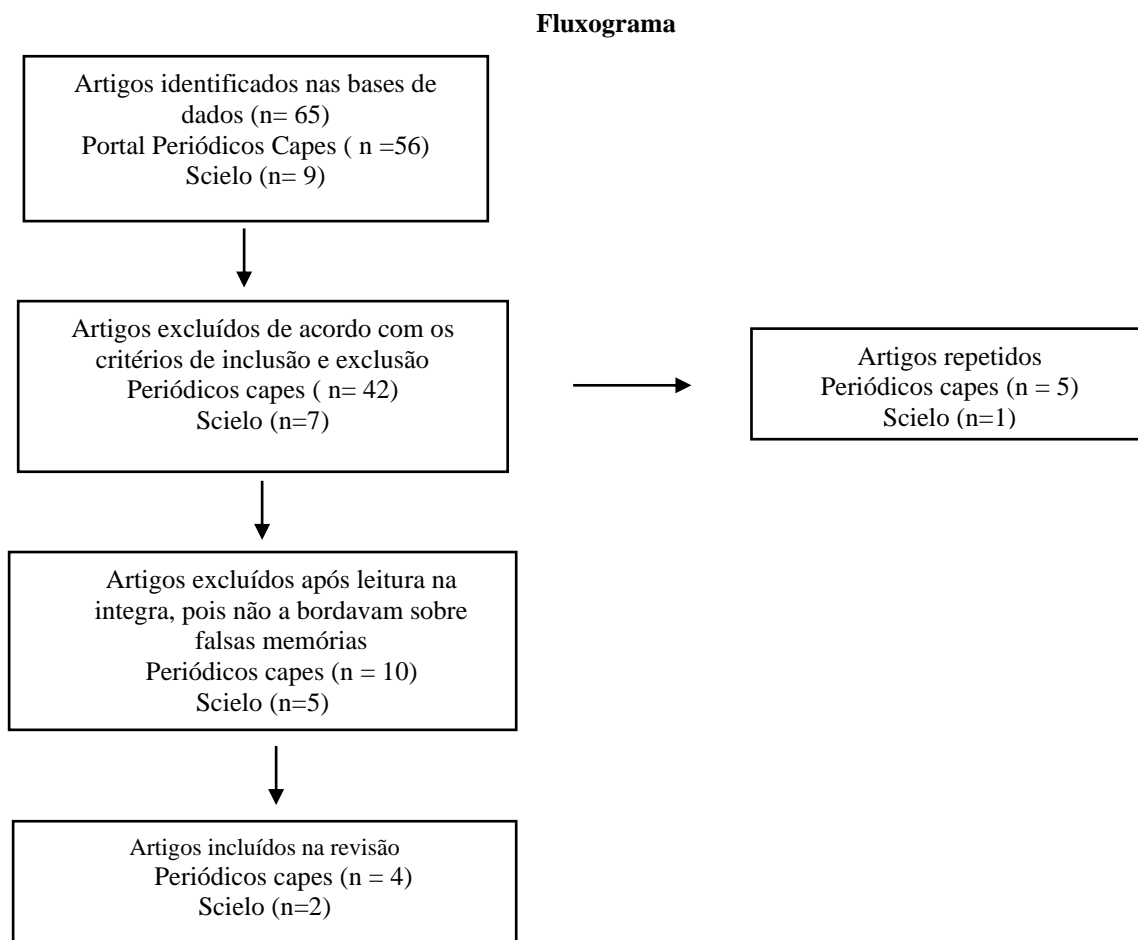 Fluxograma
Artigos identificados nas bases de
dados (n= 65)
Portal Periódicos Capes ( n =56)
Scielo (n= 9)
Artigos excluídos de acordo com os
critérios de inclusão e exclusão
Periódicos capes ( n= 42)
Scielo (n=7)
Artigos repetidos
Periódicos capes (n = 5)
Scielo (n=1)
Artigos excluídos após leitura na
integra, pois não a bordavam sobre
falsas memórias
Periódicos capes (n = 10)
Scielo (n=5)
Artigos incluídos na revisão
Periódicos capes (n = 4)
Scielo (n=2)